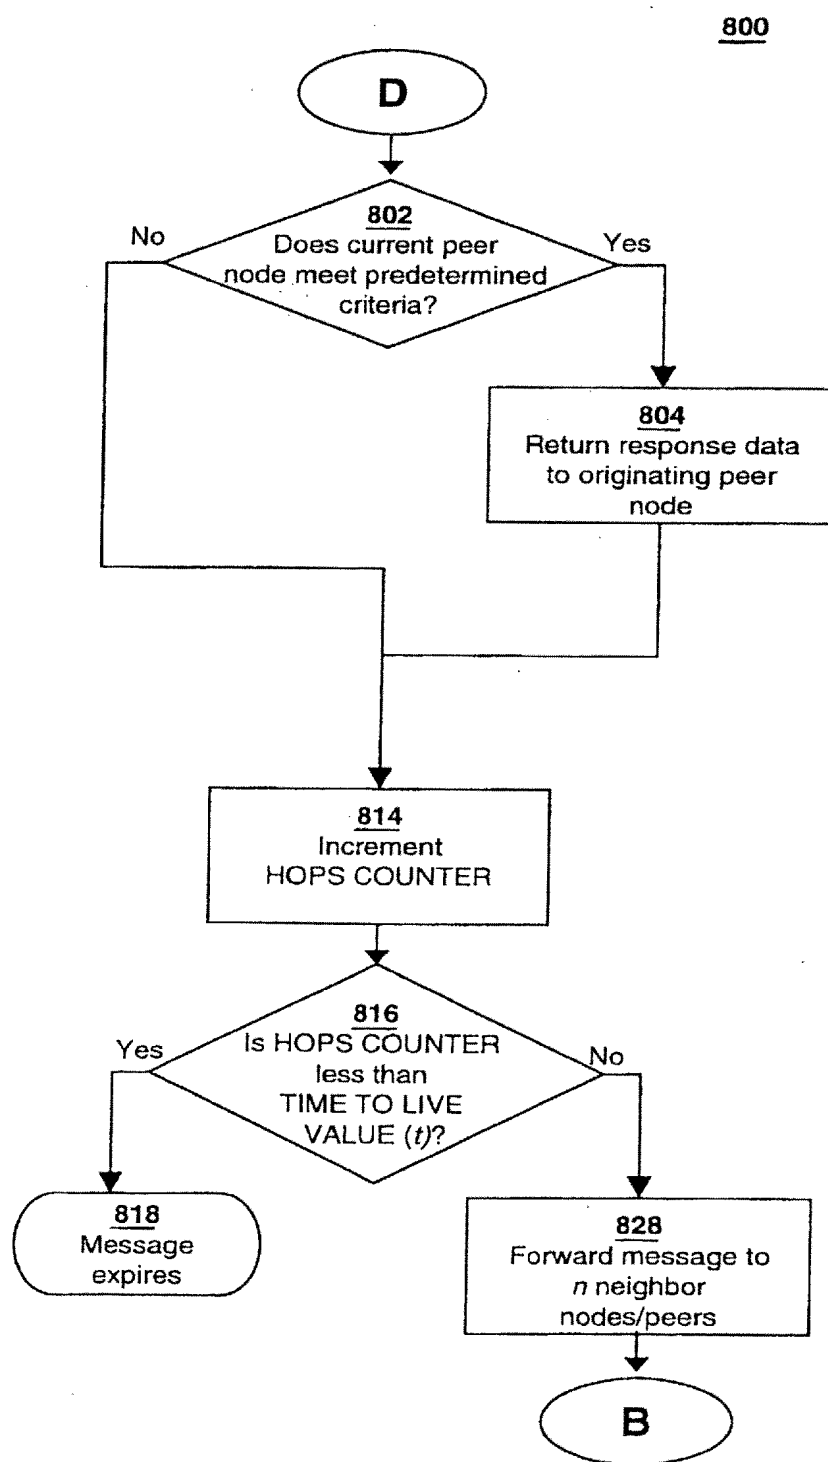 800
D
802
Does current peer
node meet predetermined
criteria?
No
Yes
804
Return response data
to originating peer
node
814
Increment
HOPS COUNTER
816
Is HOPS COUNTER
less than
TIME TO LIVE
VALUE (t)?
Yes
No
818
Message
expires
828
Forward message to
n neighbor
nodes/peers
B